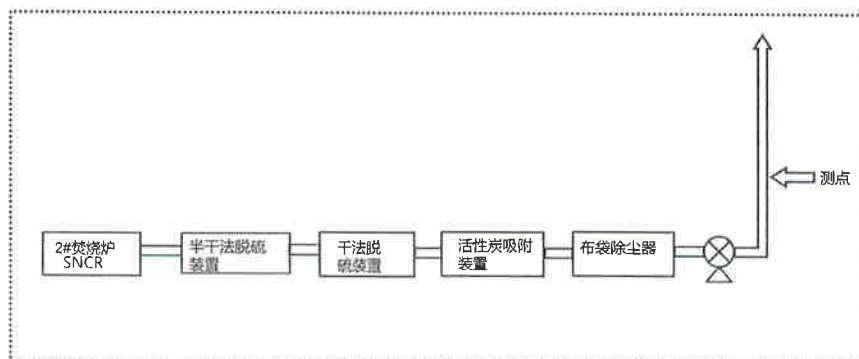 测点
2#焚烧炉
SNCR
半干法脱硫
装置
干法脱
硫装置
活性炭吸附
装置
布袋除尘器